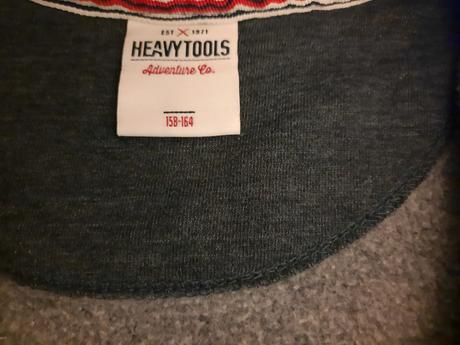 EST 1971
HEAVYTOOLS
Adventure Co.
158-164